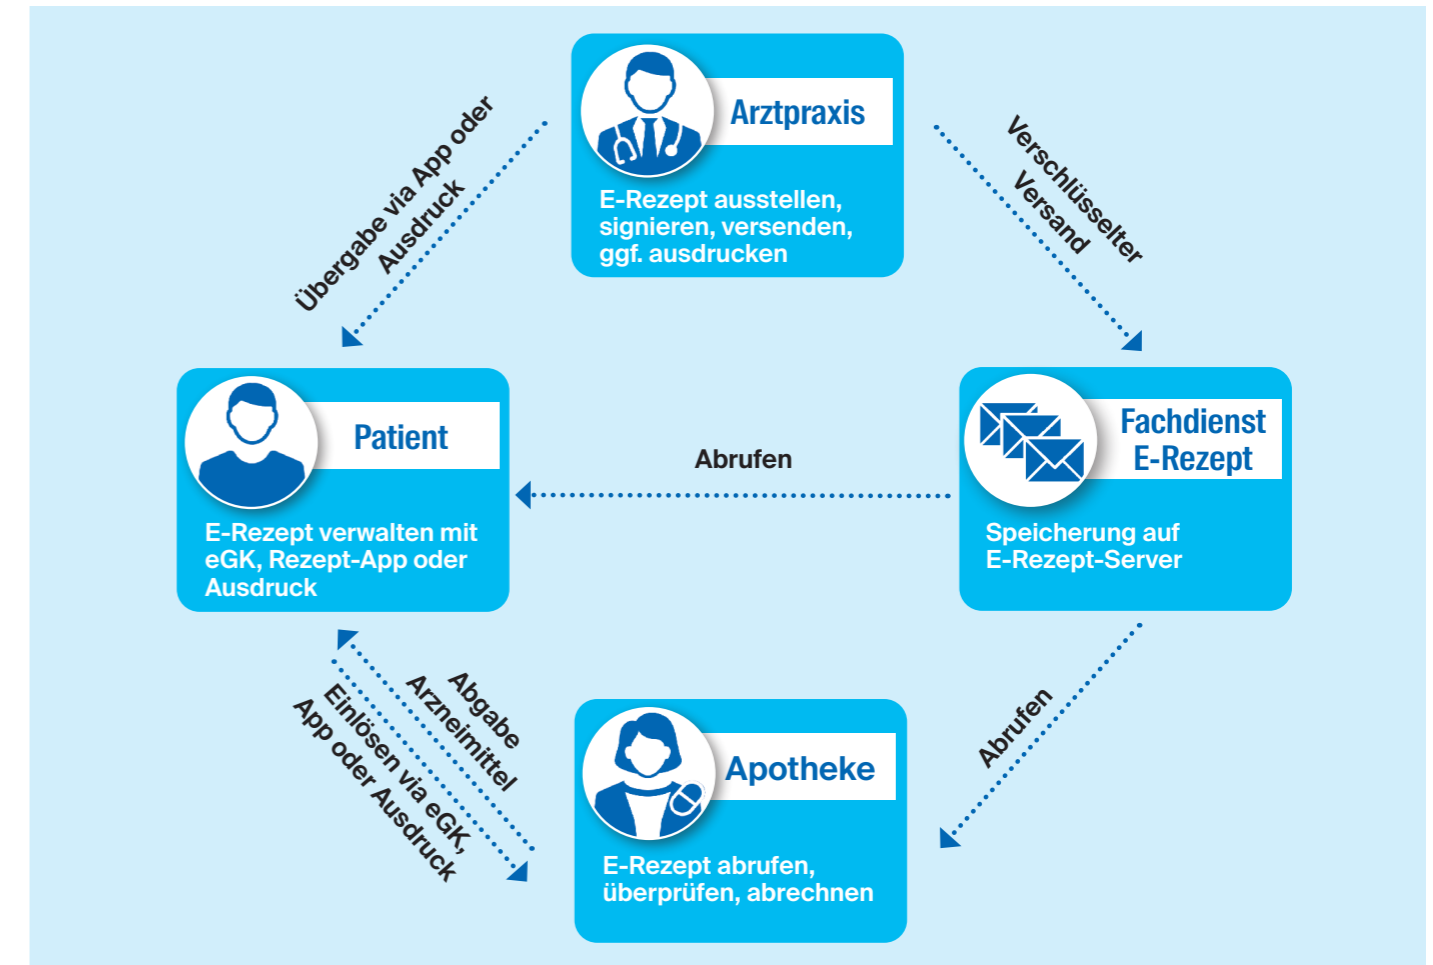 Arztpraxis
E-Rezept ausstellen,
signieren, versenden,
ggf. ausdrucken
Übergabe via App oder
Ausdruck
Verschlüsselter
Versand
Patient
E-Rezept verwalten mit
eGK, Rezept-App oder
Ausdruck
Abrufen
Fachdienst
E-Rezept
Speicherung auf
E-Rezept-Server
Abgabe
Arzneimittel
Einlösen via eGK,
App oder Ausdruck
Abrufen
Apotheke
E-Rezept abrufen,
überprüfen, abrechnen